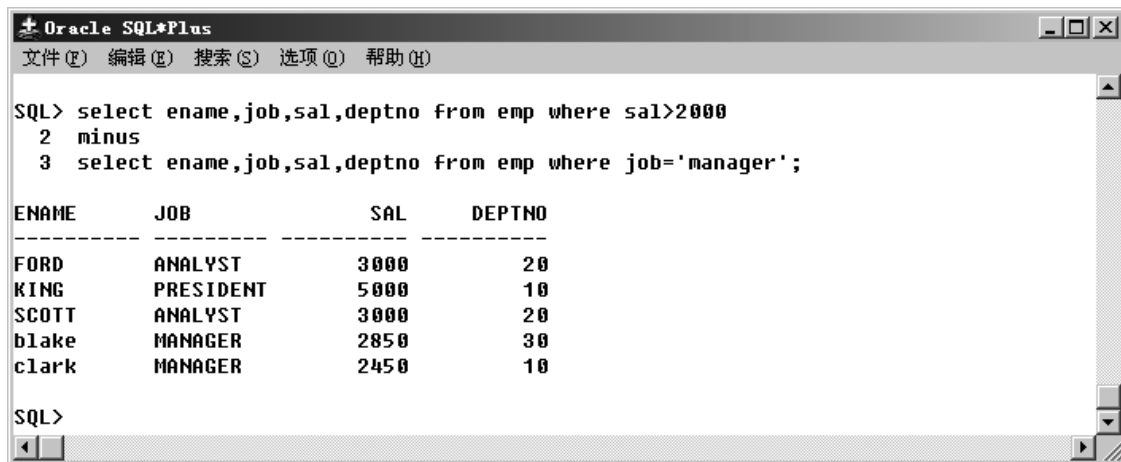 Oracle SQL*Plus
文件(F) 编辑(E) 搜索(S) 选项(O) 帮助(H)
SQL> select ename,job,sal,deptno from emp where sal>2000
2 minus
3 select ename,job,sal,deptno from emp where job='manager';
ENAME JOB SAL DEPTNO
---------- --------- ---------- ----------
FORD ANALYST 3000 20
KING PRESIDENT 5000 10
SCOTT ANALYST 3000 20
blake MANAGER 2850 30
clark MANAGER 2450 10
SQL>